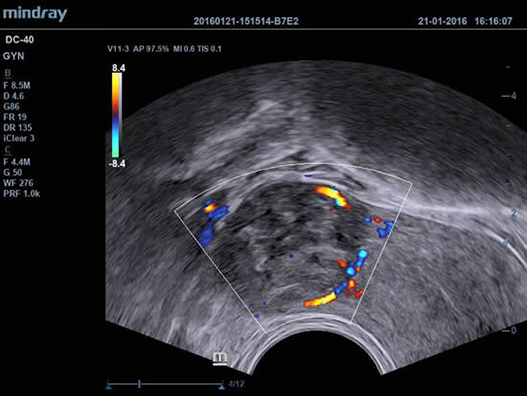 mindray
20160121-151514-B7E2
21-01-2016 16:16:07
DC-40
GYN
V11-3 AP 97.5% MI 0.6 TIS 0.1
B
F 8.5M
D 4.6
G86
FR 19
DR 135
iClear 3
C
F 4.4M
G 50
WF 276
PRF 1.0k
8.4
-8.4
4
2
0
m
4/12